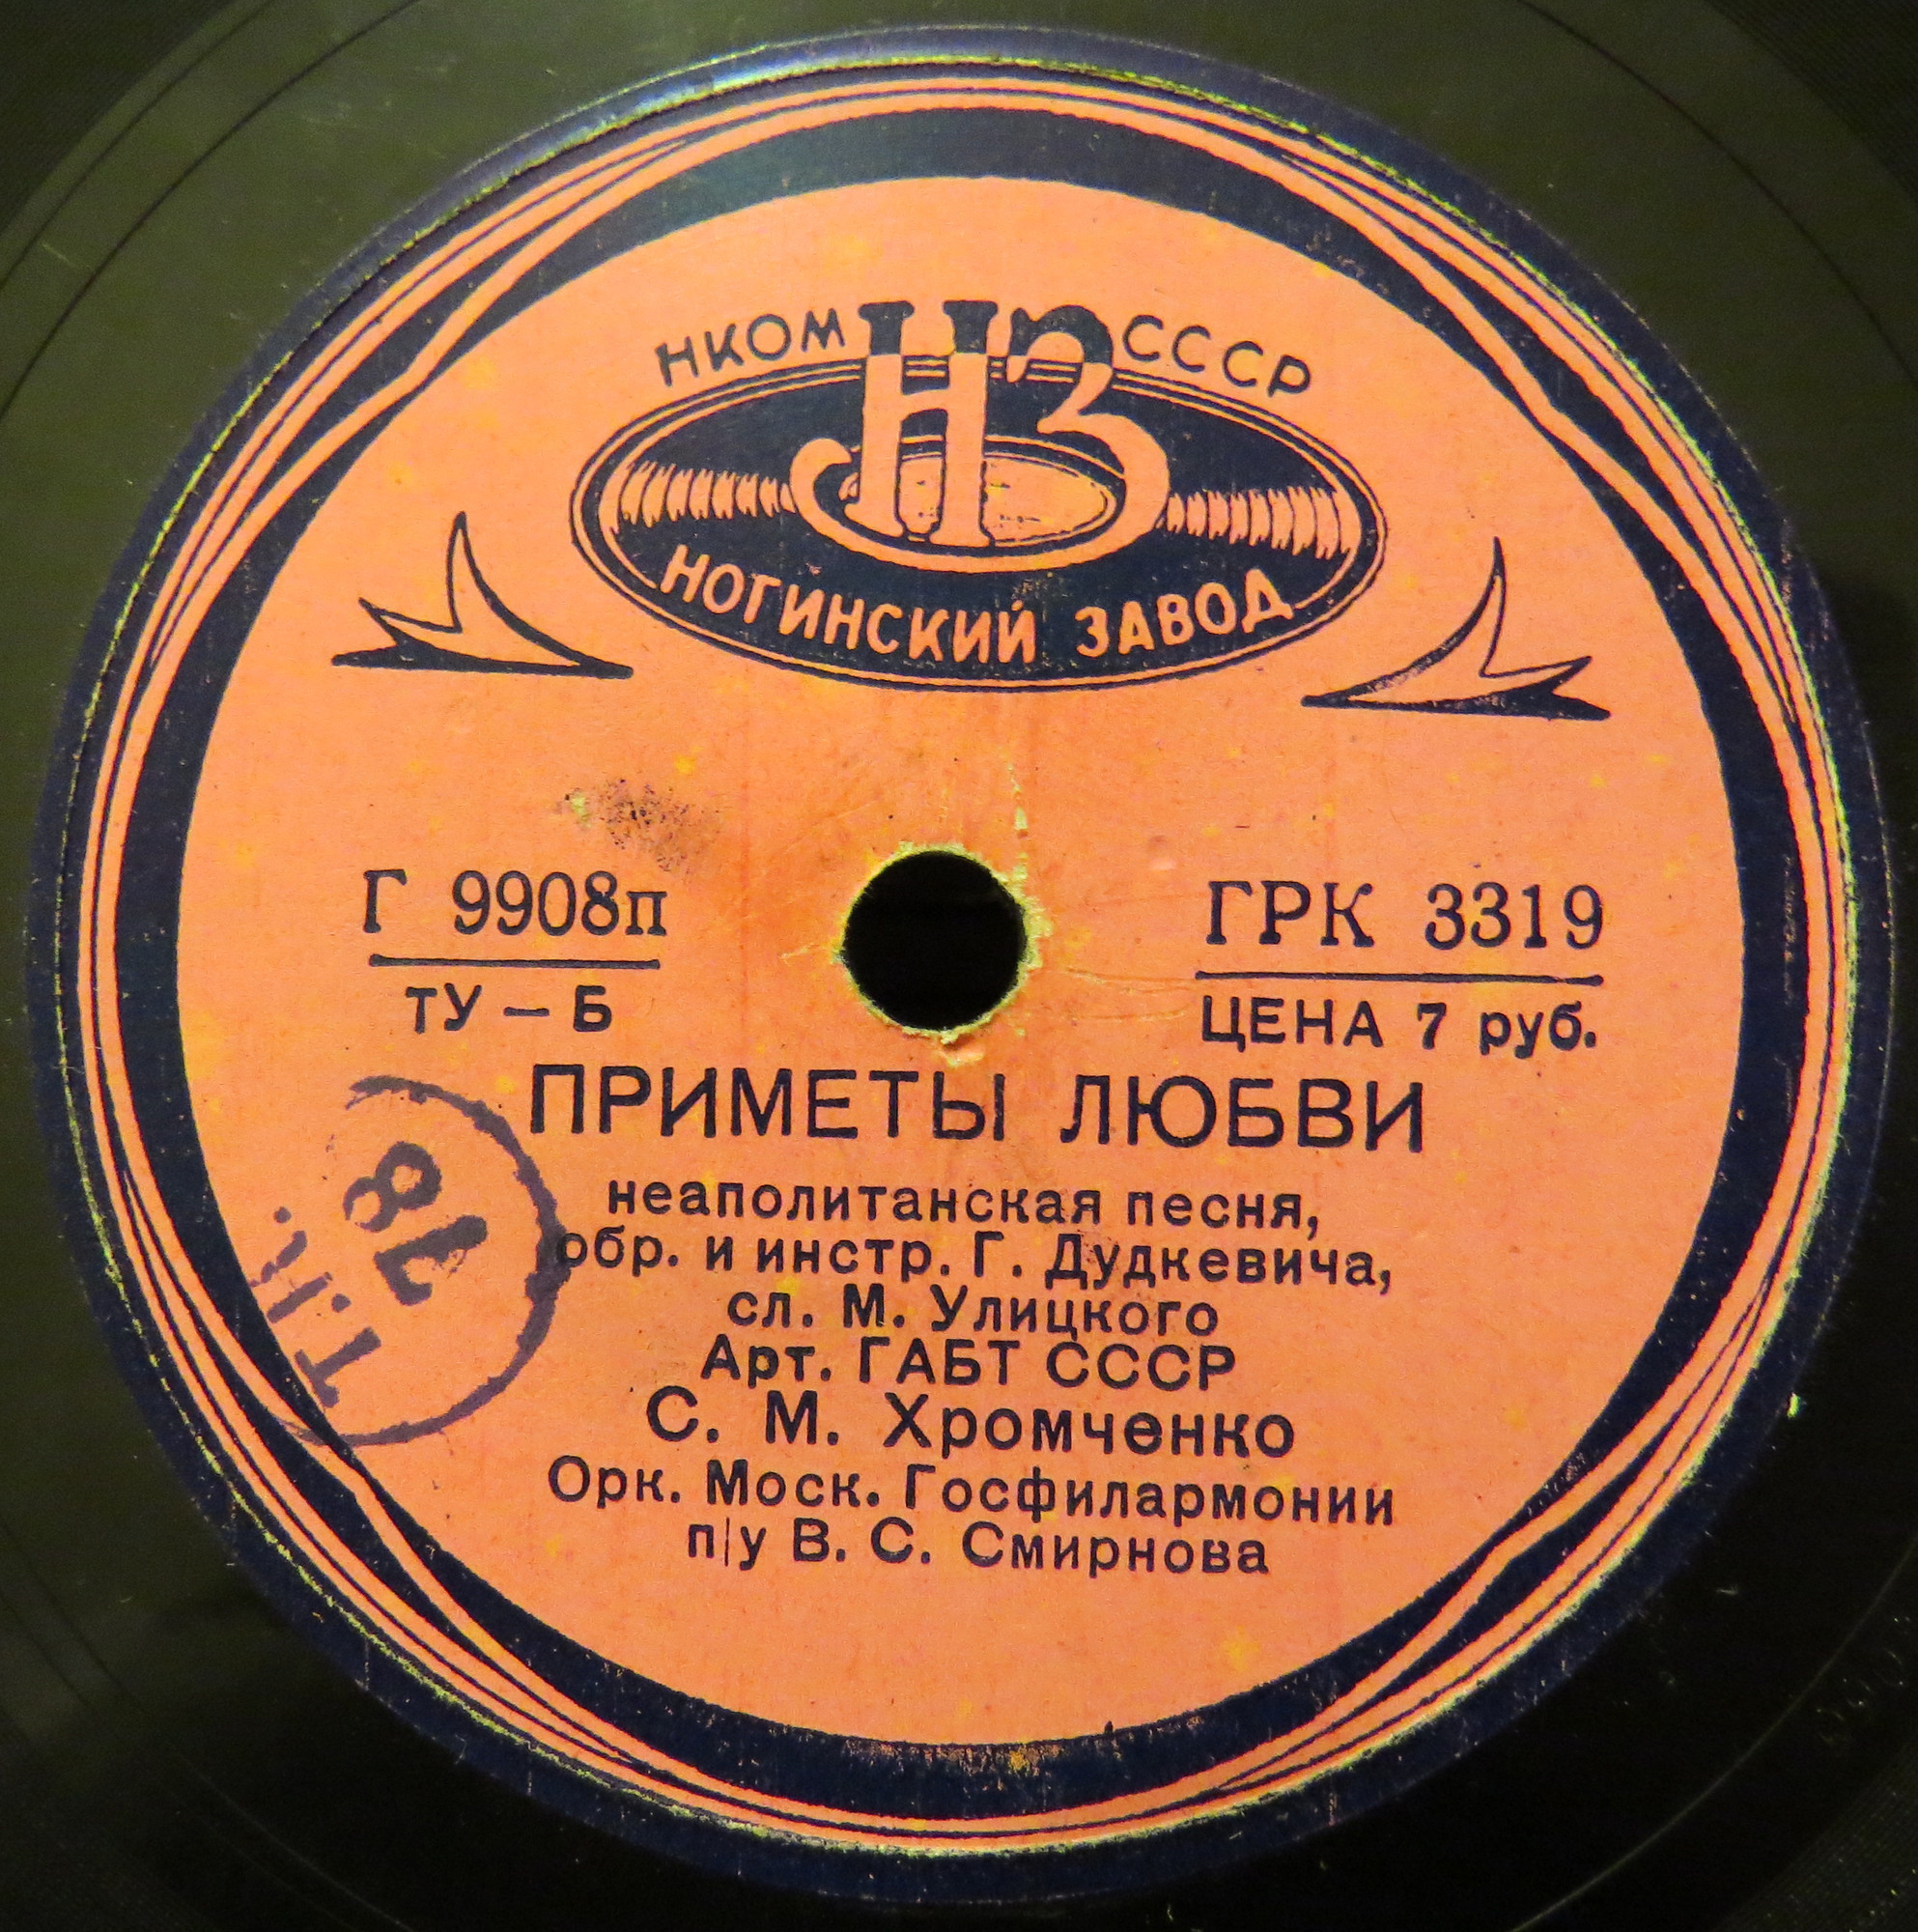 НКОМ НЗ СССР
НОГИНСКИЙ ЗАВОД
Г 9908п
ТУ – Б
ГРК 3319
ЦЕНА 7 руб.
ПРИМЕТЫ ЛЮБВИ
неаполитанская песня,
обр. и инстр. Г. Дудкевича,
сл. М. Улицкого
Арт. ГАБТ СССР
С. М. Хромченко
Орк. Моск. Госфилармонии
п/у В. С. Смирнова
78